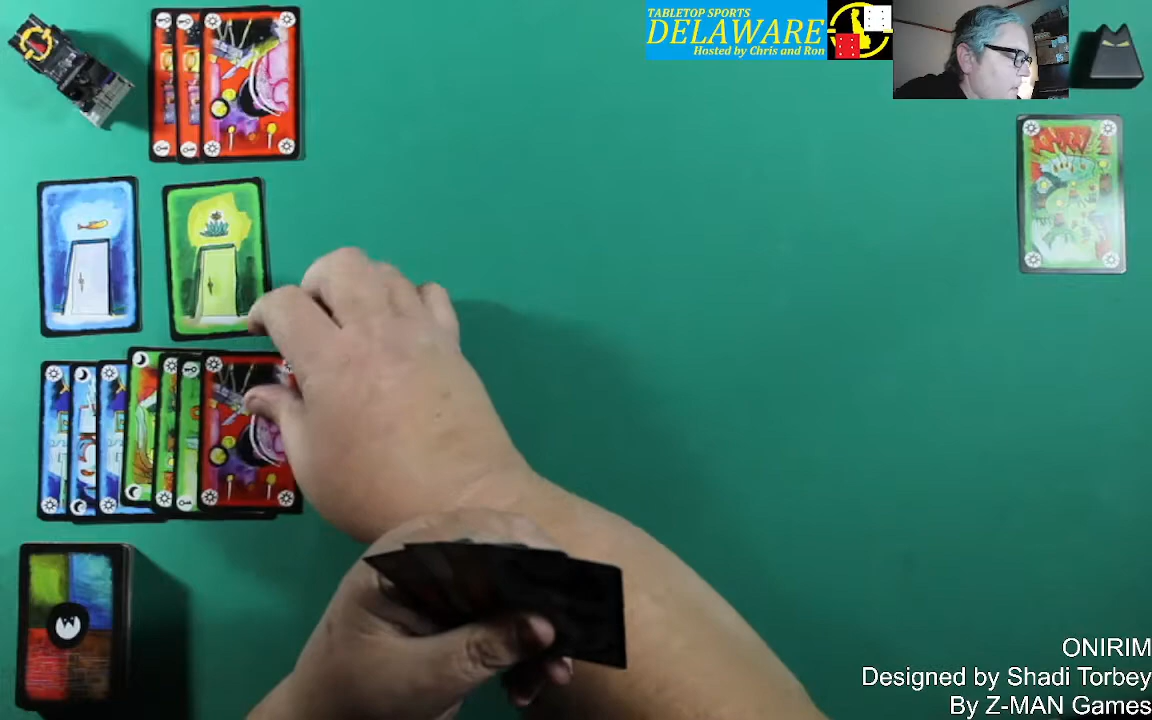 TABLETOP SPORTS
DELAWARE
Hosted by Chris and Ron
ONIRIM
Designed by Shadi Torbey
By Z-MAN Games